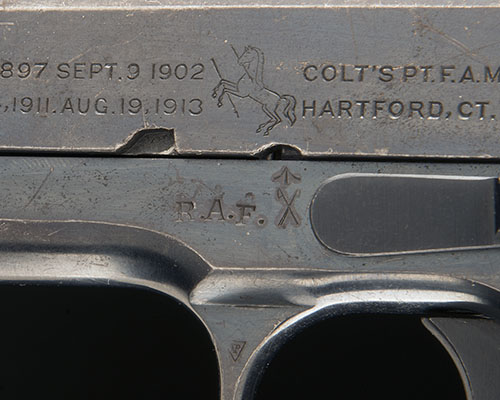 897 SEPT. 9 1902 COLT'S PT. F. A. M
1911. AUG. 19, 1913 HARTFORD, CT.
R.A.F.